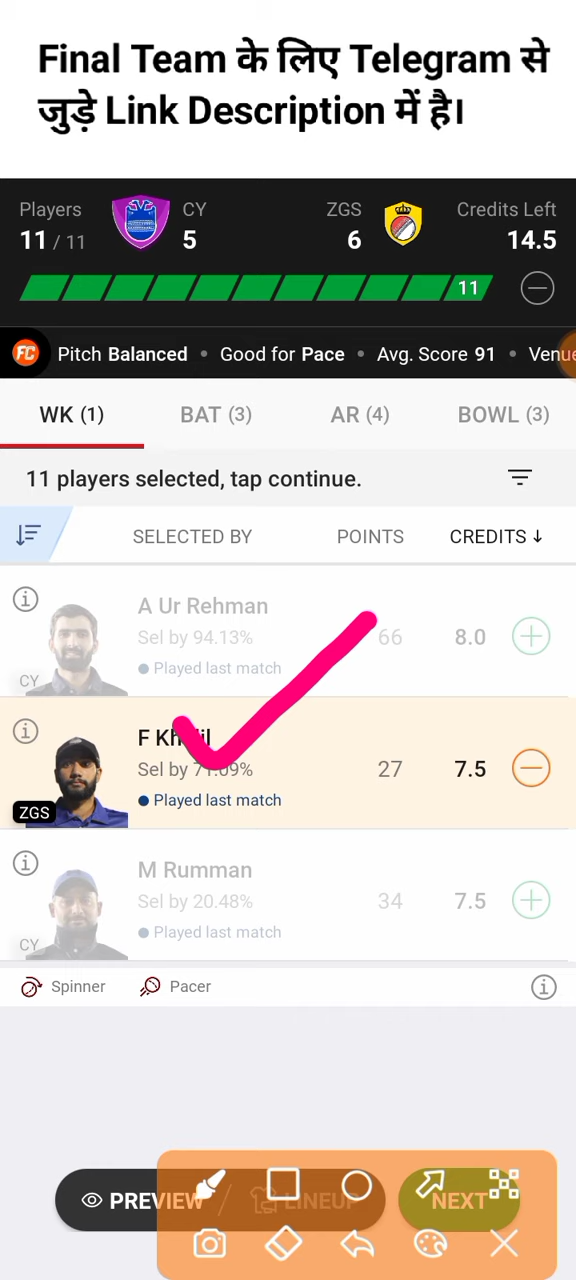 Final Team के लिए Telegram से
जुड़े Link Description में है।
Players CY ZGS Credits Left
11 / 11 5 6 14.5
11
FC Pitch Balanced • Good for Pace • Avg. Score 91 • Venue
WK (1) BAT (3) AR (4) BOWL (3)
11 players selected, tap continue.
SELECTED BY POINTS CREDITS ↓
A Ur Rehman
Sel by 94.13% 66 8.0
Played last match
CY
F Khalil
Sel by 71.09% 27 7.5
Played last match
ZGS
M Rumman
Sel by 20.48% 34 7.5
Played last match
CY
Spinner Pacer
PREVIEW / LINEUP NEXT